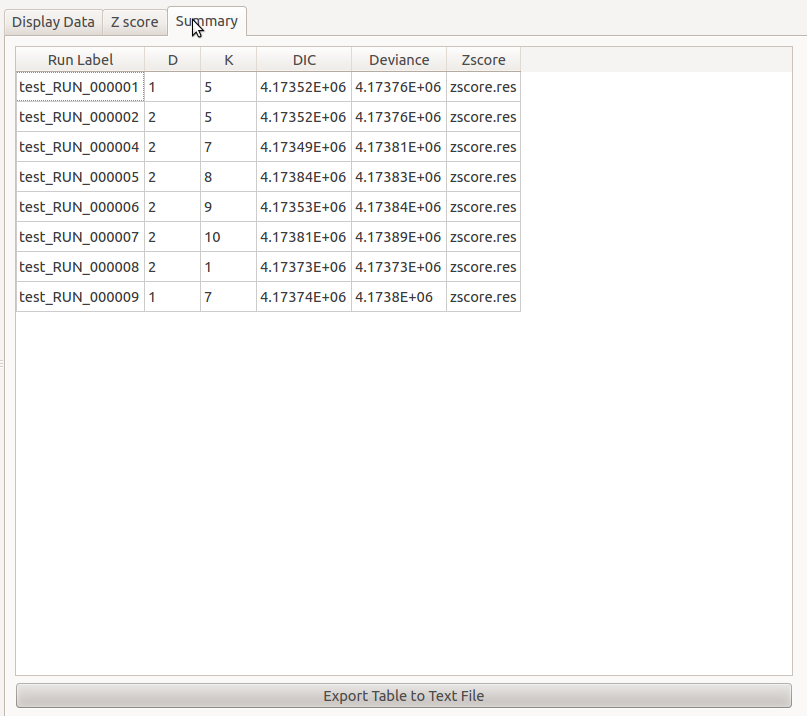 Display Data Z score Summary
Run Label D K DIC Deviance Zscore
test_RUN_000001 1 5 4.17352E+06 4.17376E+06 zscore.res
test_RUN_000002 2 5 4.17352E+06 4.17376E+06 zscore.res
test_RUN_000004 2 7 4.17349E+06 4.17381E+06 zscore.res
test_RUN_000005 2 8 4.17384E+06 4.17383E+06 zscore.res
test_RUN_000006 2 9 4.17353E+06 4.17384E+06 zscore.res
test_RUN_000007 2 10 4.17381E+06 4.17389E+06 zscore.res
test_RUN_000008 2 1 4.17373E+06 4.17373E+06 zscore.res
test_RUN_000009 1 7 4.17374E+06 4.1738E+06 zscore.res
Export Table to Text File